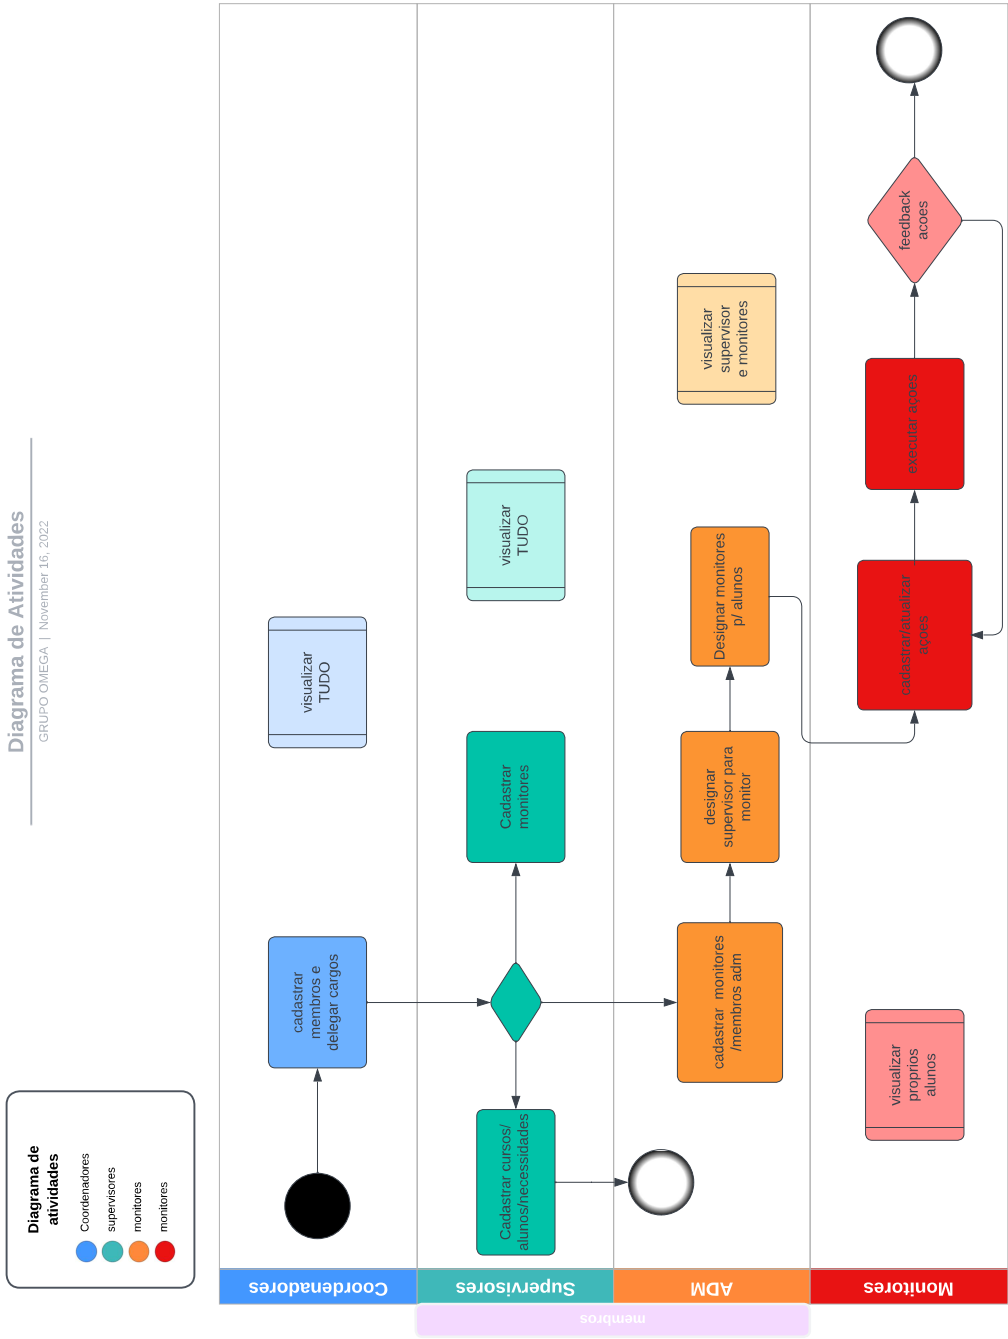 Diagrama de Atividades
GRUPO OMEGA | November 16, 2022
Diagrama de
atividades
Coordenadores
supervisores
monitores
monitores
Coordenadores
cadastrar
membros e
delegar cargos
visualizar
TUDO
membros
Supervisores
Cadastrar cursos/
alunos/necessidades
Cadastrar
monitores
visualizar
TUDO
ADM
cadastrar monitores
/membros adm
designar
supervisor para
monitor
Designar monitores
p/ alunos
visualizar
supervisor
e monitores
Monitores
visualizar
proprios
alunos
cadastrar/atualizar
açoes
executar açoes
feedback
acoes